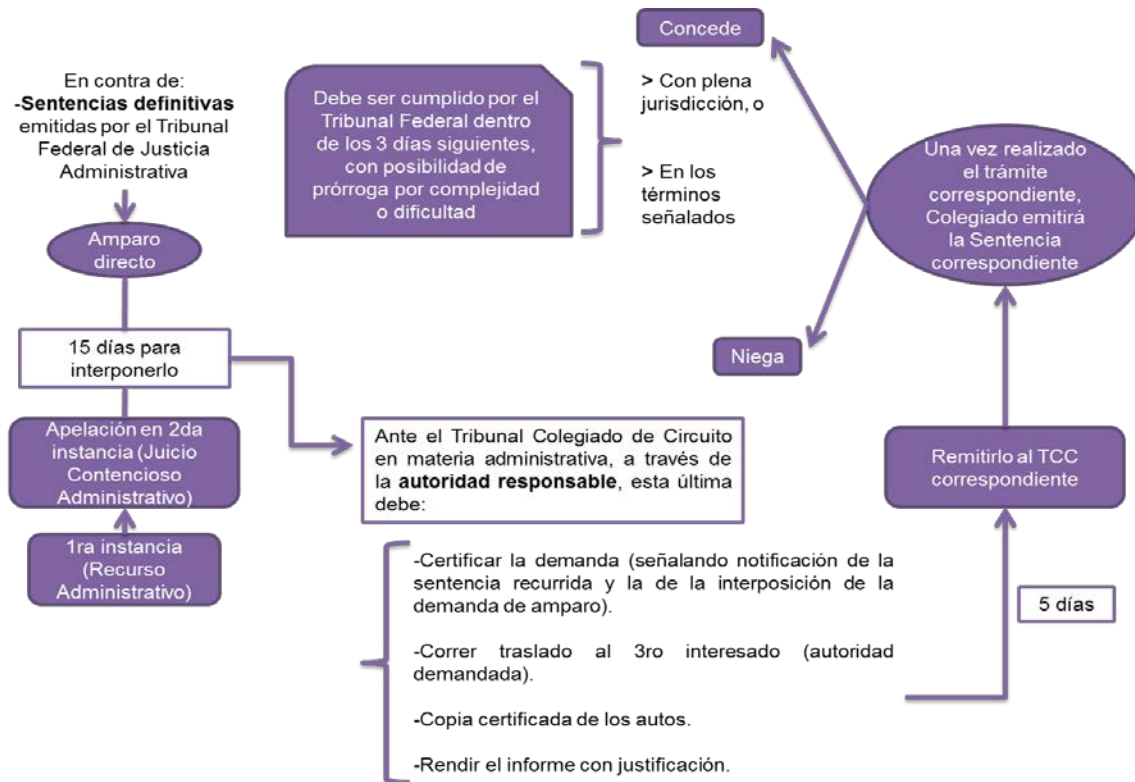 En contra de:
-Sentencias definitivas
emitidas por el Tribunal
Federal de Justicia
Administrativa
Amparo
directo
15 días para
interponerlo
Apelación en 2da
instancia (Juicio
Contencioso
Administrativo)
1ra instancia
(Recurso
Administrativo)
Debe ser cumplido por el
Tribunal Federal dentro
de los 3 días siguientes,
con posibilidad de
prórroga por complejidad
o dificultad
Concede
> Con plena
jurisdicción, o
> En los
términos
señalados
Niega
Una vez realizado
el trámite
correspondiente,
Colegiado emitirá
la Sentencia
correspondiente
Ante el Tribunal Colegiado de Circuito
en materia administrativa, a través de
la autoridad responsable, esta última
debe:
Remitirlo al TCC
correspondiente
-Certificar la demanda (señalando notificación de la
sentencia recurrida y la de la interposición de la
demanda de amparo).
-Correr traslado al 3ro interesado (autoridad
demandada).
-Copia certificada de los autos.
-Rendir el informe con justificación.
5 días